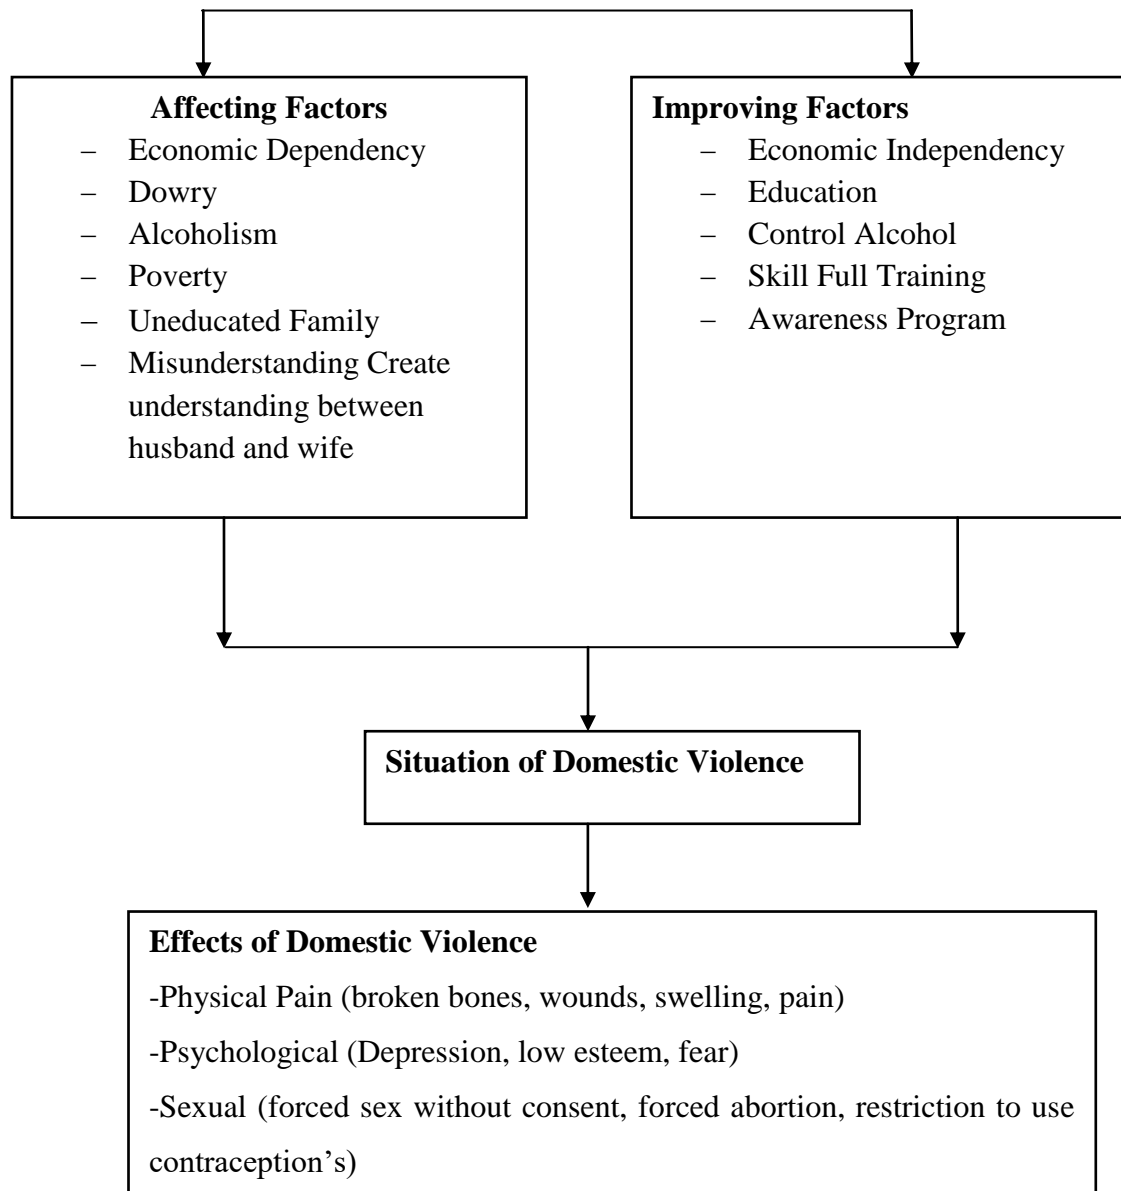 Affecting Factors
– Economic Dependency
– Dowry
– Alcoholism
– Poverty
– Uneducated Family
– Misunderstanding Create
understanding between
husband and wife
Improving Factors
– Economic Independency
– Education
– Control Alcohol
– Skill Full Training
– Awareness Program
Situation of Domestic Violence
Effects of Domestic Violence
-Physical Pain (broken bones, wounds, swelling, pain)
-Psychological (Depression, low esteem, fear)
-Sexual (forced sex without consent, forced abortion, restriction to use
contraception’s)